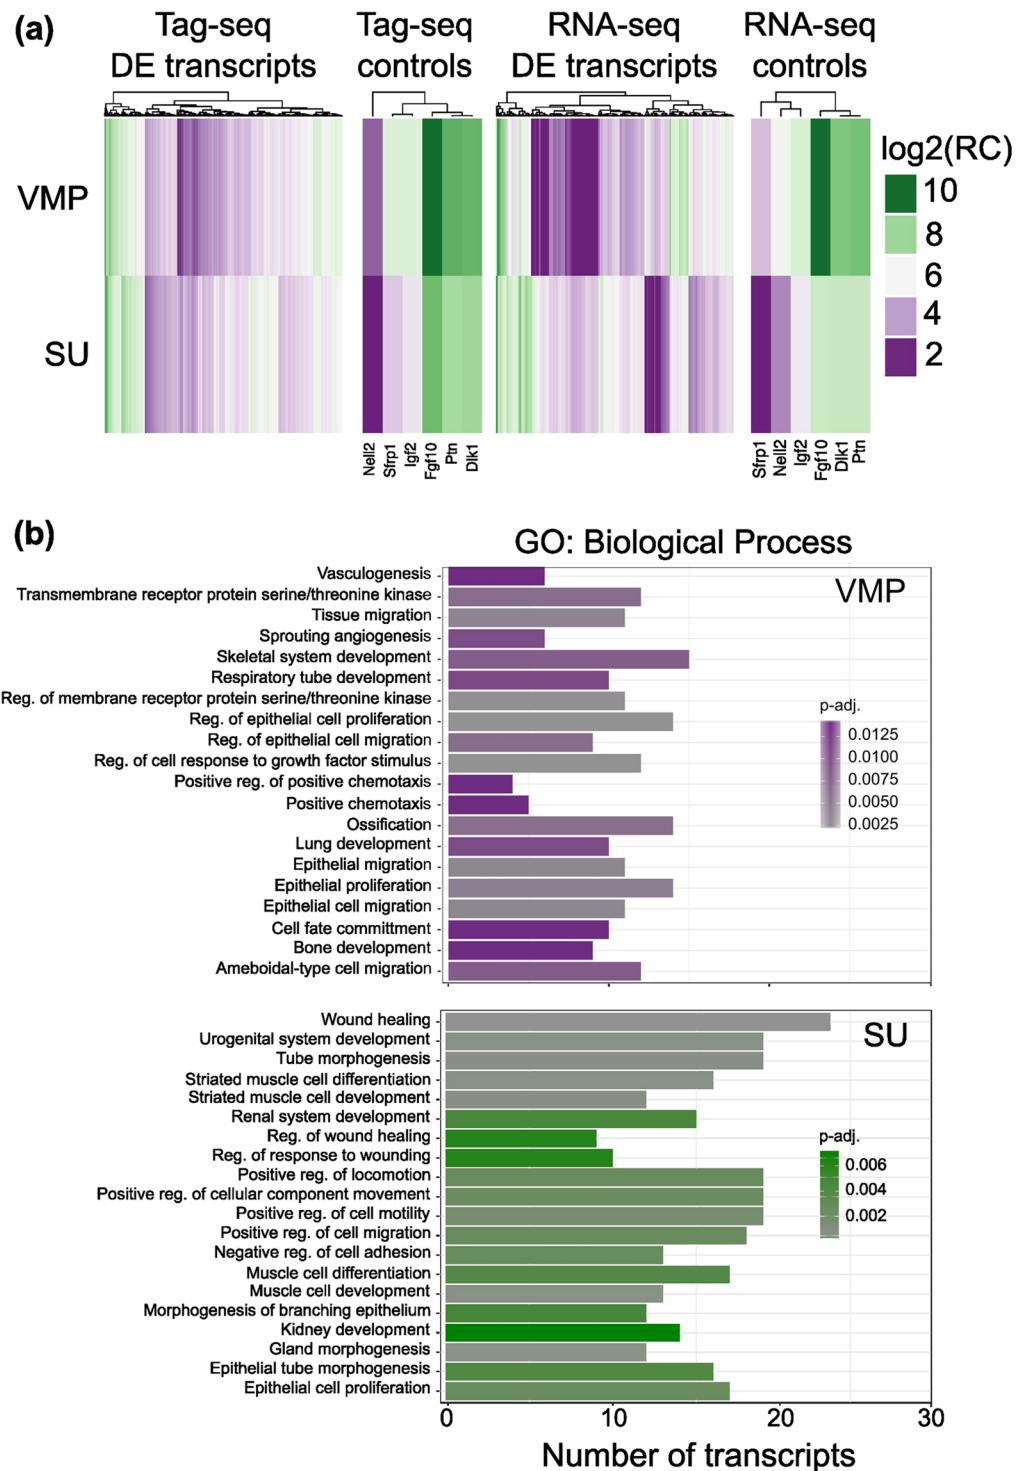 (a)
Tag-seq
DE transcripts
Tag-seq
controls
RNA-seq
DE transcripts
RNA-seq
controls
log2(RC)
10
8
6
4
2
VMP
SU
Nell2
Sfrp1
Igf2
Fgf10
Ptn
Dlk1
Sfrp1
Nell2
Igf2
Fgf10
Dlk1
Ptn
(b)
GO: Biological Process
VMP
Vasculogenesis
Transmembrane receptor protein serine/threonine kinase
Tissue migration
Sprouting angiogenesis
Skeletal system development
Respiratory tube development
Reg. of membrane receptor protein serine/threonine kinase
Reg. of epithelial cell proliferation
Reg. of epithelial cell migration
Reg. of cell response to growth factor stimulus
Positive reg. of positive chemotaxis
Positive chemotaxis
Ossification
Lung development
Epithelial migration
Epithelial proliferation
Epithelial cell migration
Cell fate committment
Bone development
Ameboidal-type cell migration
p-adj.
0.0125
0.0100
0.0075
0.0050
0.0025
SU
Wound healing
Urogenital system development
Tube morphogenesis
Striated muscle cell differentiation
Striated muscle cell development
Renal system development
Reg. of wound healing
Reg. of response to wounding
Positive reg. of locomotion
Positive reg. of cellular component movement
Positive reg. of cell motility
Positive reg. of cell migration
Negative reg. of cell adhesion
Muscle cell differentiation
Muscle cell development
Morphogenesis of branching epithelium
Kidney development
Gland morphogenesis
Epithelial tube morphogenesis
Epithelial cell proliferation
p-adj.
0.006
0.004
0.002
0
10
20
30
Number of transcripts